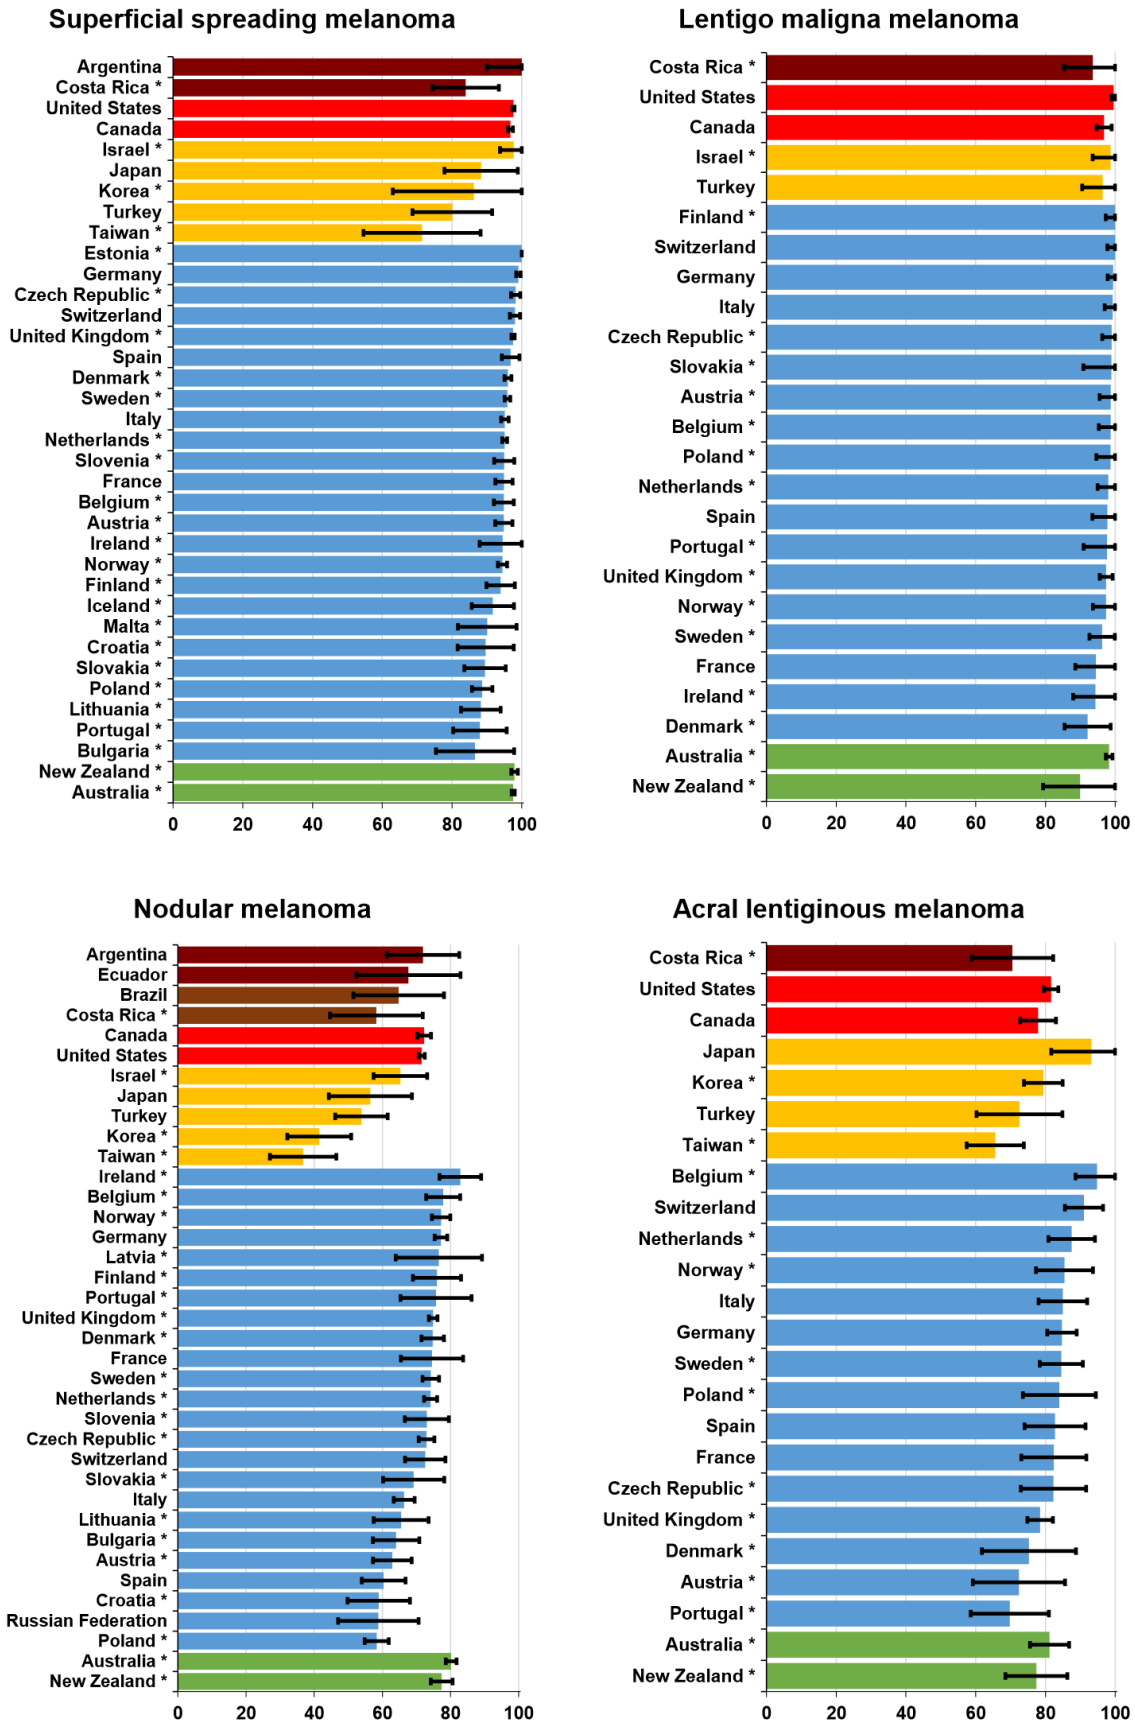 Superficial spreading melanoma
Argentina
Costa Rica *
United States
Canada
Israel *
Japan
Korea *
Turkey
Taiwan *
Estonia *
Germany
Czech Republic *
Switzerland
United Kingdom *
Spain
Denmark *
Sweden *
Italy
Netherlands *
Slovenia *
France
Belgium *
Austria *
Ireland *
Norway *
Finland *
Iceland *
Malta *
Croatia *
Slovakia *
Poland *
Lithuania *
Portugal *
Bulgaria *
New Zealand *
Australia *
0 20 40 60 80 100
Lentigo maligna melanoma
Costa Rica *
United States
Canada
Israel *
Turkey
Finland *
Switzerland
Germany
Italy
Czech Republic *
Slovakia *
Austria *
Belgium *
Poland *
Netherlands *
Spain
Portugal *
United Kingdom *
Norway *
Sweden *
France
Ireland *
Denmark *
Australia *
New Zealand *
0 20 40 60 80 100
Nodular melanoma
Argentina
Ecuador
Brazil
Costa Rica *
Canada
United States
Israel *
Japan
Turkey
Korea *
Taiwan *
Ireland *
Belgium *
Norway *
Germany
Latvia *
Finland *
Portugal *
United Kingdom *
Denmark *
France
Sweden *
Netherlands *
Slovenia *
Czech Republic *
Switzerland
Slovakia *
Italy
Lithuania *
Bulgaria *
Austria *
Spain
Croatia *
Russian Federation
Poland *
Australia *
New Zealand *
0 20 40 60 80 100
Acral lentiginous melanoma
Costa Rica *
United States
Canada
Japan
Korea *
Turkey
Taiwan *
Belgium *
Switzerland
Netherlands *
Norway *
Italy
Germany
Sweden *
Poland *
Spain
France
Czech Republic *
United Kingdom *
Denmark *
Austria *
Portugal *
Australia *
New Zealand *
0 20 40 60 80 100